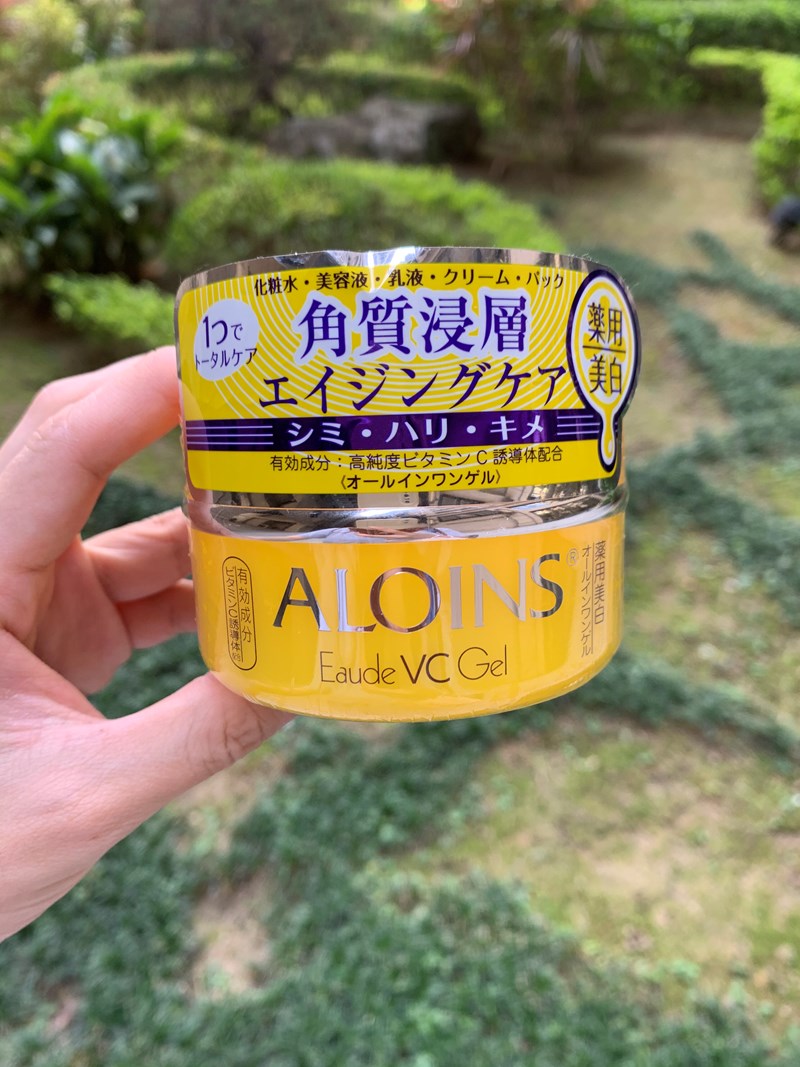 化粧水・美容液・乳液・クリーム・パック
1つで
トータルケア
角質浸層
エイジングケア
薬用
美白
シミ・ハリ・キメ
有効成分：高純度ビタミンC誘導体配合
〈オールインワンゲル〉
有効成分
ビタミンC誘導体配合
ALOINS®
Eaude VC Gel
薬用美白
オールインワンゲル